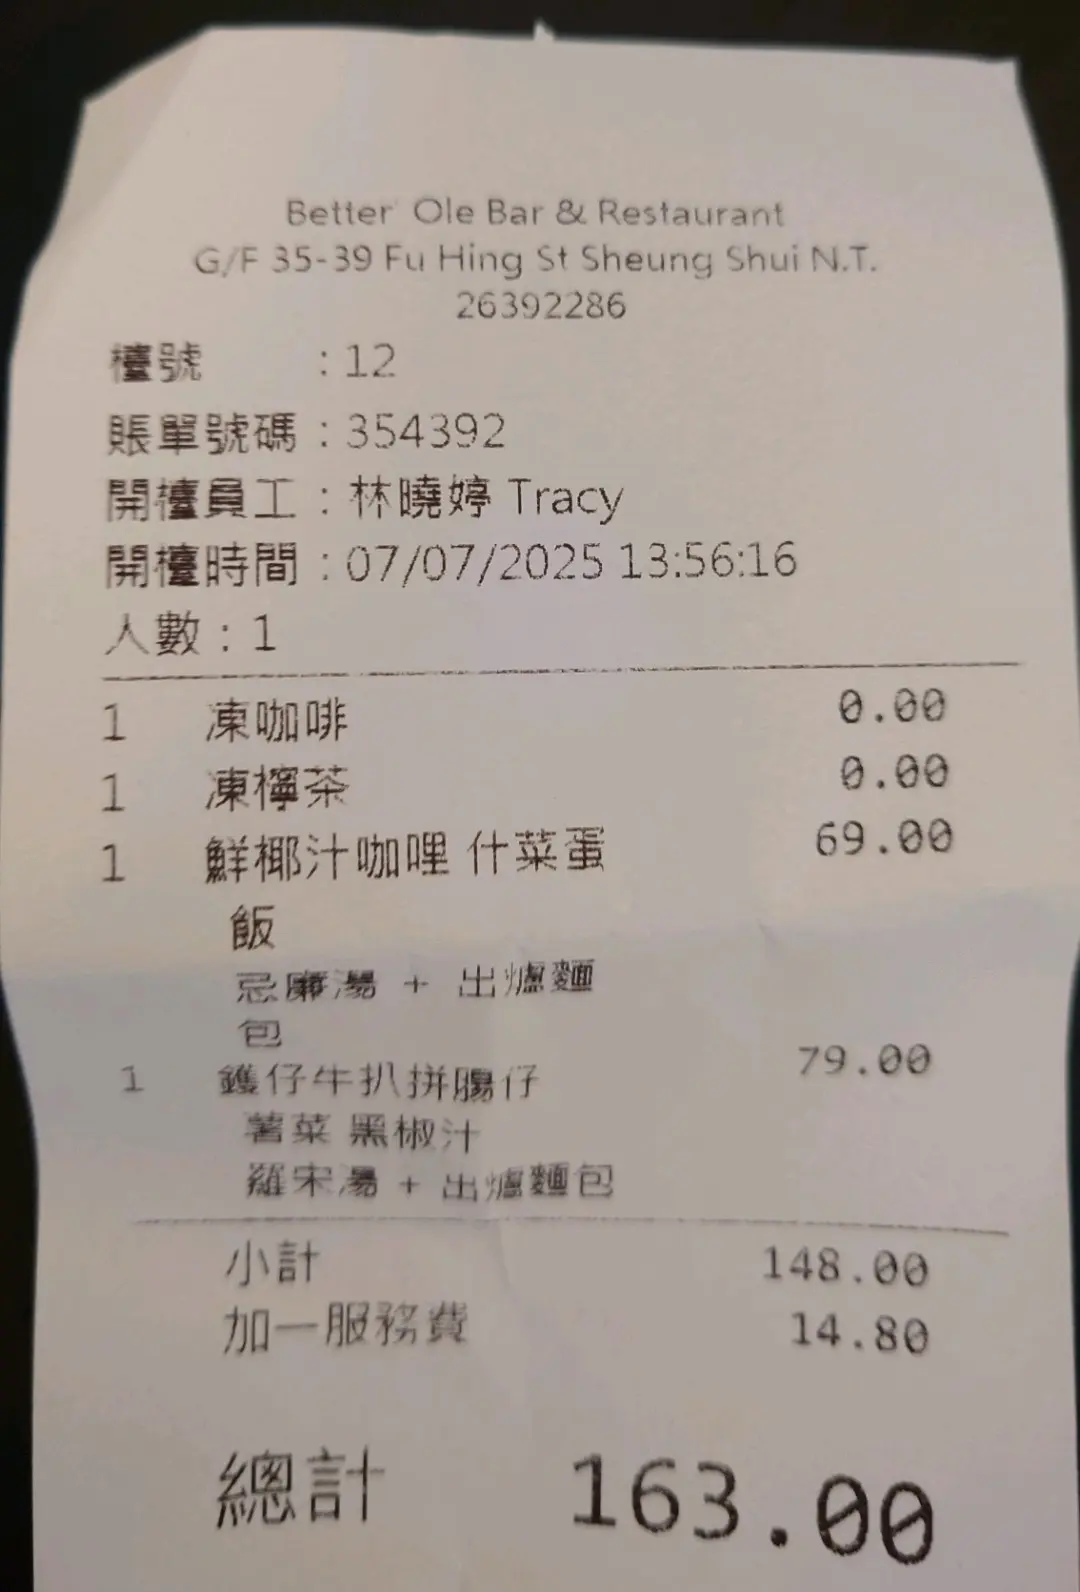 Better' Ole Bar & Restaurant
G/F 35-39 Fu Hing St Sheung Shui N.T.
26392286
檯號 : 12
賬單號碼 : 354392
開檯員工 : 林曉婷 Tracy
開檯時間 : 07/07/2025 13:56:16
人數 : 1
1 凍咖啡 0.00
1 凍檸茶 0.00
1 鮮椰汁咖哩 什菜蛋 69.00
飯
忌廉湯 + 出爐麵
包
1 鑊仔牛扒拼腸仔 79.00
薯菜 黑椒汁
羅宋湯 + 出爐麵包
小計 148.00
加一服務費 14.80
總計 163.00